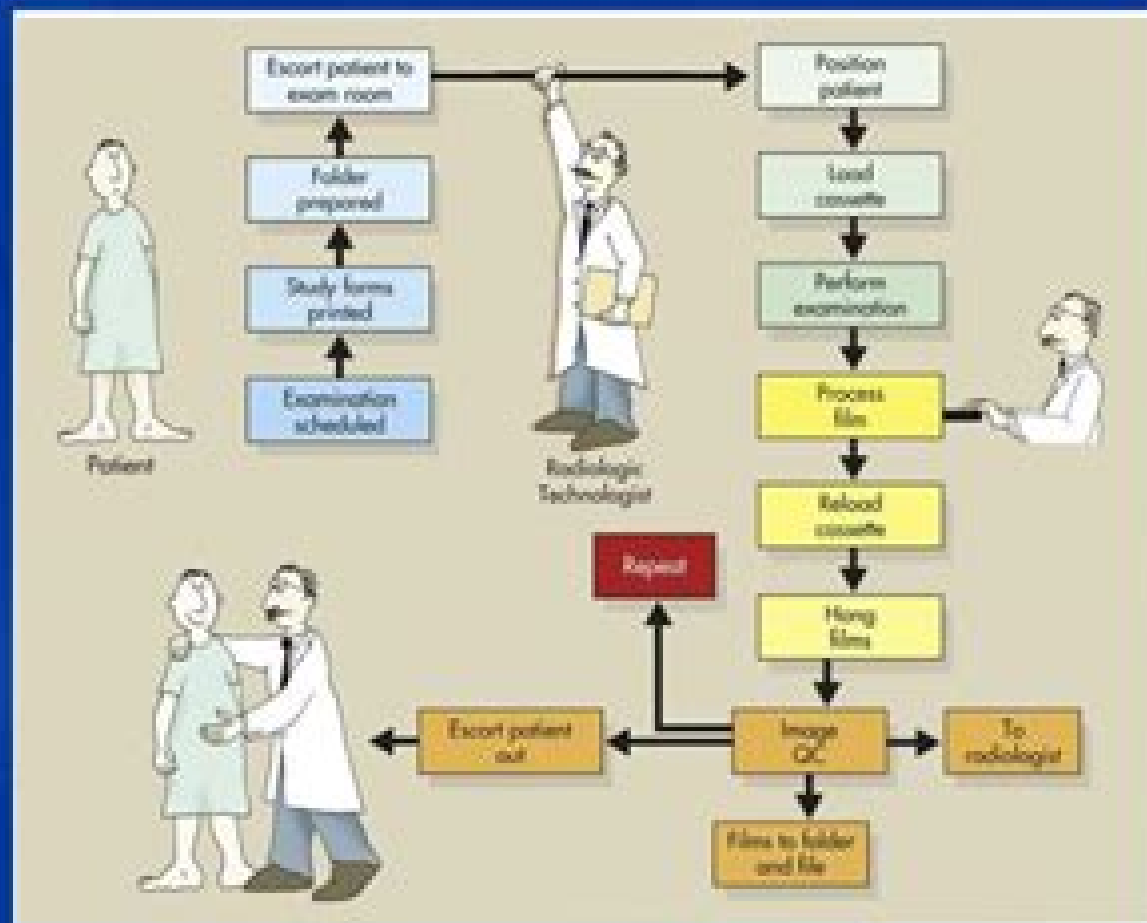 Escort patient to
exam room
Folder
prepared
Study forms
printed
Examination
scheduled
Patient
Radiologic
Technologist
Position
patient
Load
cassette
Perform
examination
Process
film
Reload
cassette
Hang
films
Repeat
Image
QC
Escort patient
out
To
radiologist
Films to folder
and file